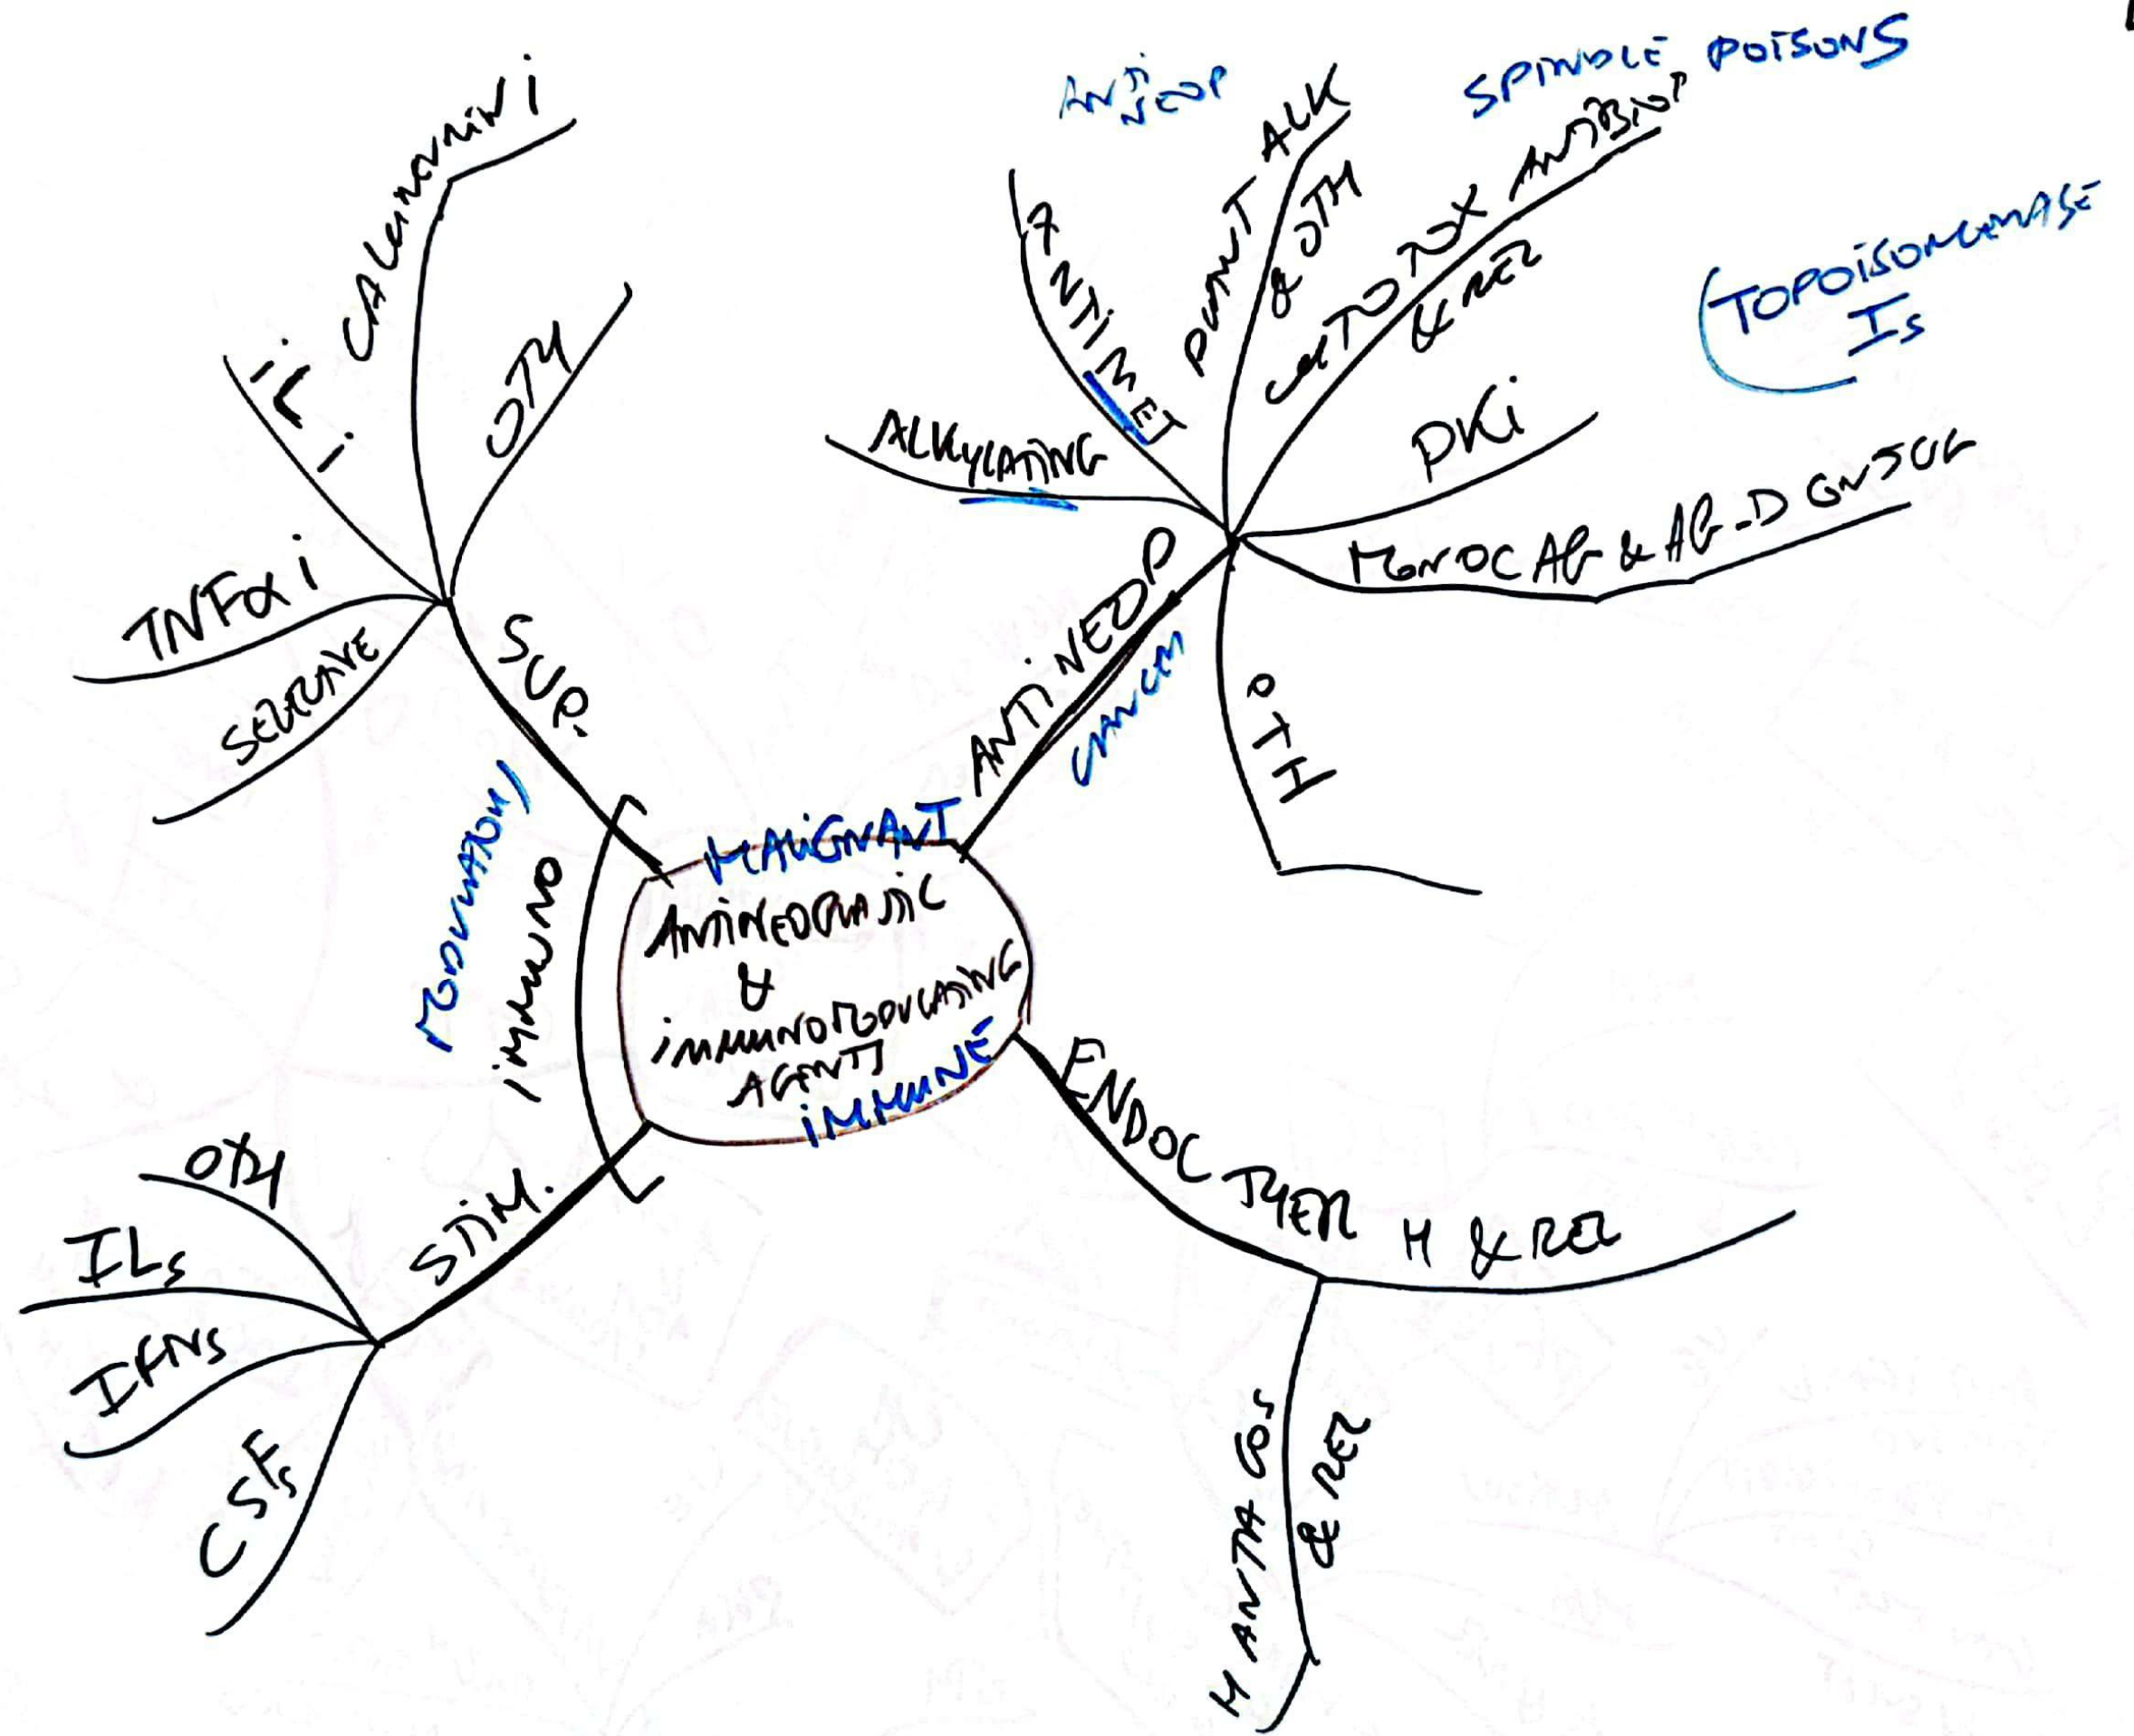 MALIGNANT
ANTINEOPLASTIC
&
IMMUNOMODULATING
AGENTS
IMMUNE
ANTINEOP
CANCER
ALKYLATING
ANTIMET
PLANT ALK
& OTH
CYTOTOX ANTIBIOT
& REL
PKi
MONOC AB & AB-D CONJUG
OTH
ANTI
NEOP
SPINDLE POISONS
(TOPOISOMERASE
Is
ENDOC THER
H & REL
H ANTAGOS
& REL
IMMUNO
MODULATION)
STIM.
OTH
ILs
IFNs
CSFs
SUP.
SELECTIVE
TNFα i
IL i
CALCINEURIN i
OTH